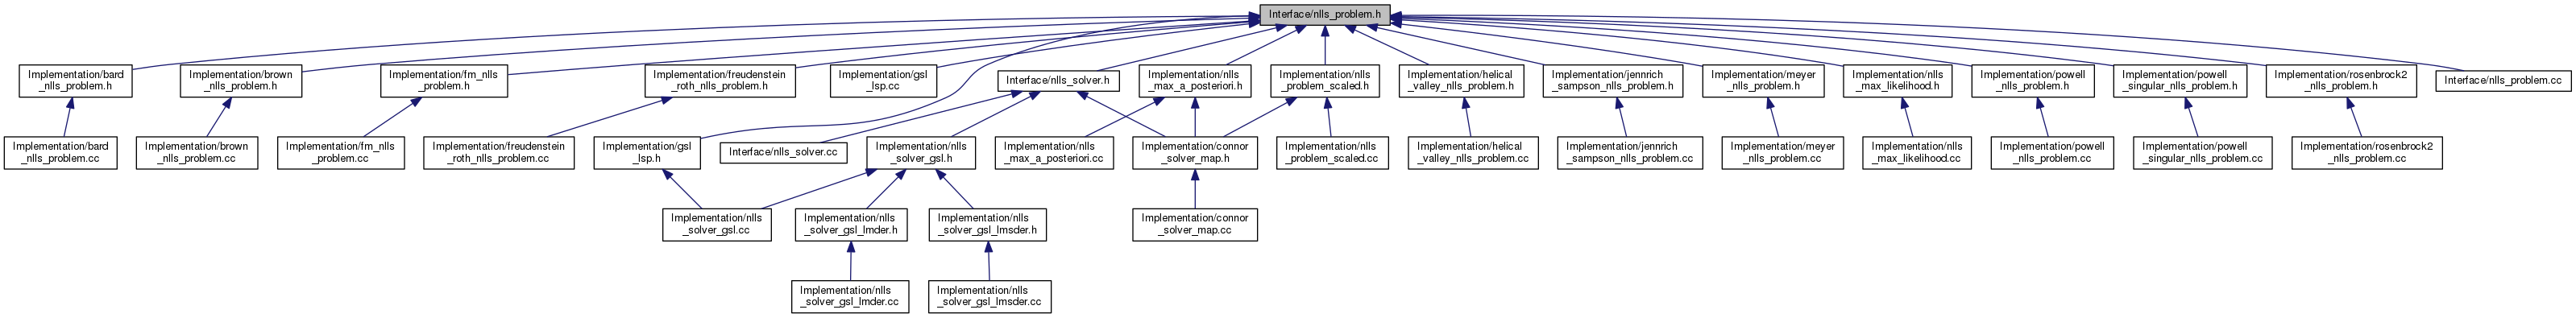 Interface/nlls_problem.h
Implementation/bard
_nlls_problem.h
Implementation/brown
_nlls_problem.h
Implementation/fm_nlls
_problem.h
Implementation/freudenstein
_roth_nlls_problem.h
Implementation/gsl
_lsp.cc
Interface/nlls_solver.h
Implementation/nlls
_max_a_posteriori.h
Implementation/nlls
_problem_scaled.h
Implementation/helical
_valley_nlls_problem.h
Implementation/jennrich
_sampson_nlls_problem.h
Implementation/meyer
_nlls_problem.h
Implementation/nlls
_max_likelihood.h
Implementation/powell
_nlls_problem.h
Implementation/powell
_singular_nlls_problem.h
Implementation/rosenbrock2
_nlls_problem.h
Interface/nlls_problem.cc
Implementation/bard
_nlls_problem.cc
Implementation/brown
_nlls_problem.cc
Implementation/fm_nlls
_problem.cc
Implementation/freudenstein
_roth_nlls_problem.cc
Implementation/gsl
_lsp.h
Interface/nlls_solver.cc
Implementation/nlls
_solver_gsl.h
Implementation/nlls
_max_a_posteriori.cc
Implementation/connor
_solver_map.h
Implementation/nlls
_problem_scaled.cc
Implementation/helical
_valley_nlls_problem.cc
Implementation/jennrich
_sampson_nlls_problem.cc
Implementation/meyer
_nlls_problem.cc
Implementation/nlls
_max_likelihood.cc
Implementation/powell
_nlls_problem.cc
Implementation/powell
_singular_nlls_problem.cc
Implementation/rosenbrock2
_nlls_problem.cc
Implementation/nlls
_solver_gsl.cc
Implementation/nlls
_solver_gsl_lmder.h
Implementation/nlls
_solver_gsl_lmsder.h
Implementation/connor
_solver_map.cc
Implementation/nlls
_solver_gsl_lmder.cc
Implementation/nlls
_solver_gsl_lmsder.cc